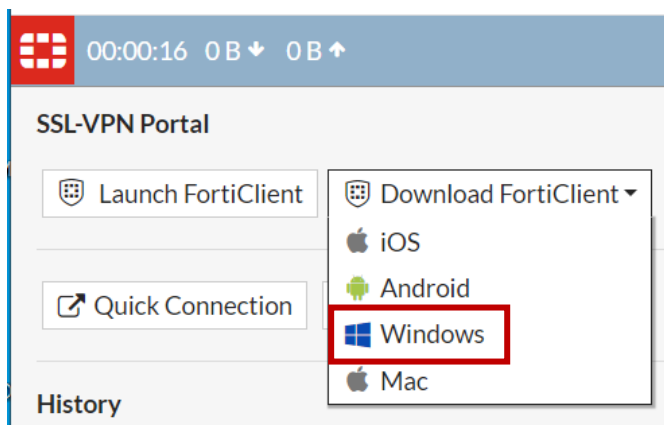 00:00:16 0 B 0 B
SSL-VPN Portal
Launch FortiClient
Download FortiClient
iOS
Android
Quick Connection
Windows
Mac
History